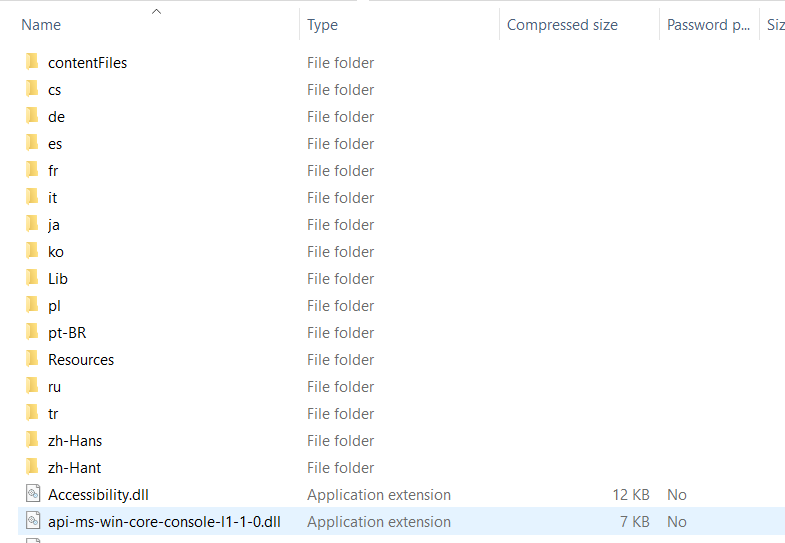 Name Type Compressed size Password p... Siz
contentFiles File folder
cs File folder
de File folder
es File folder
fr File folder
it File folder
ja File folder
ko File folder
Lib File folder
pl File folder
pt-BR File folder
Resources File folder
ru File folder
tr File folder
zh-Hans File folder
zh-Hant File folder
Accessibility.dll Application extension 12 KB No
api-ms-win-core-console-l1-1-0.dll Application extension 7 KB No